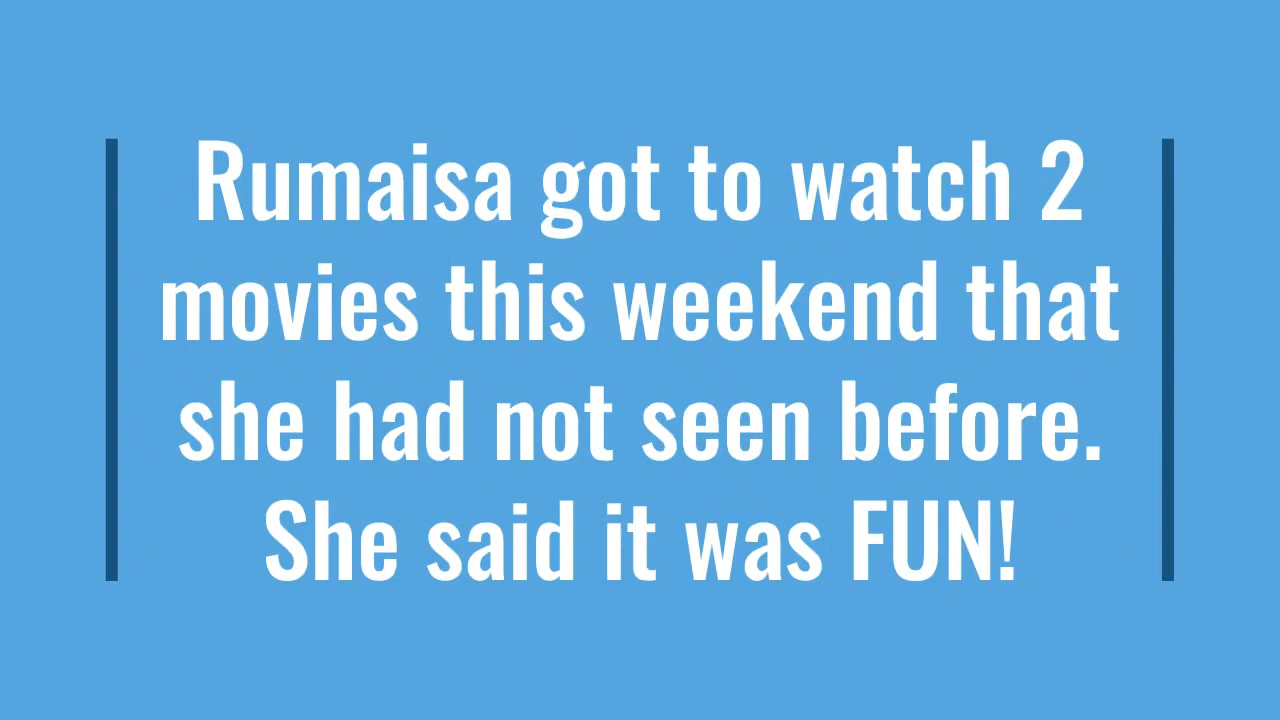 Rumaisa got to watch 2
movies this weekend that
she had not seen before.
She said it was FUN!